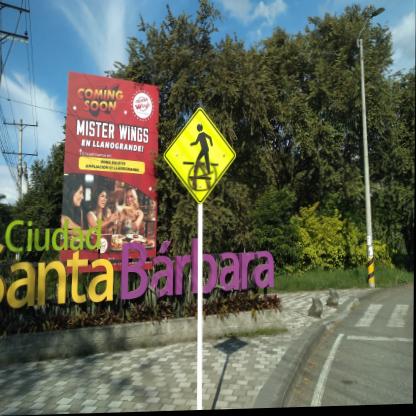 COMING
SOON
MISTER WINGS
EN LLANOGRANDE!
Ciudad
Santa Bárbara